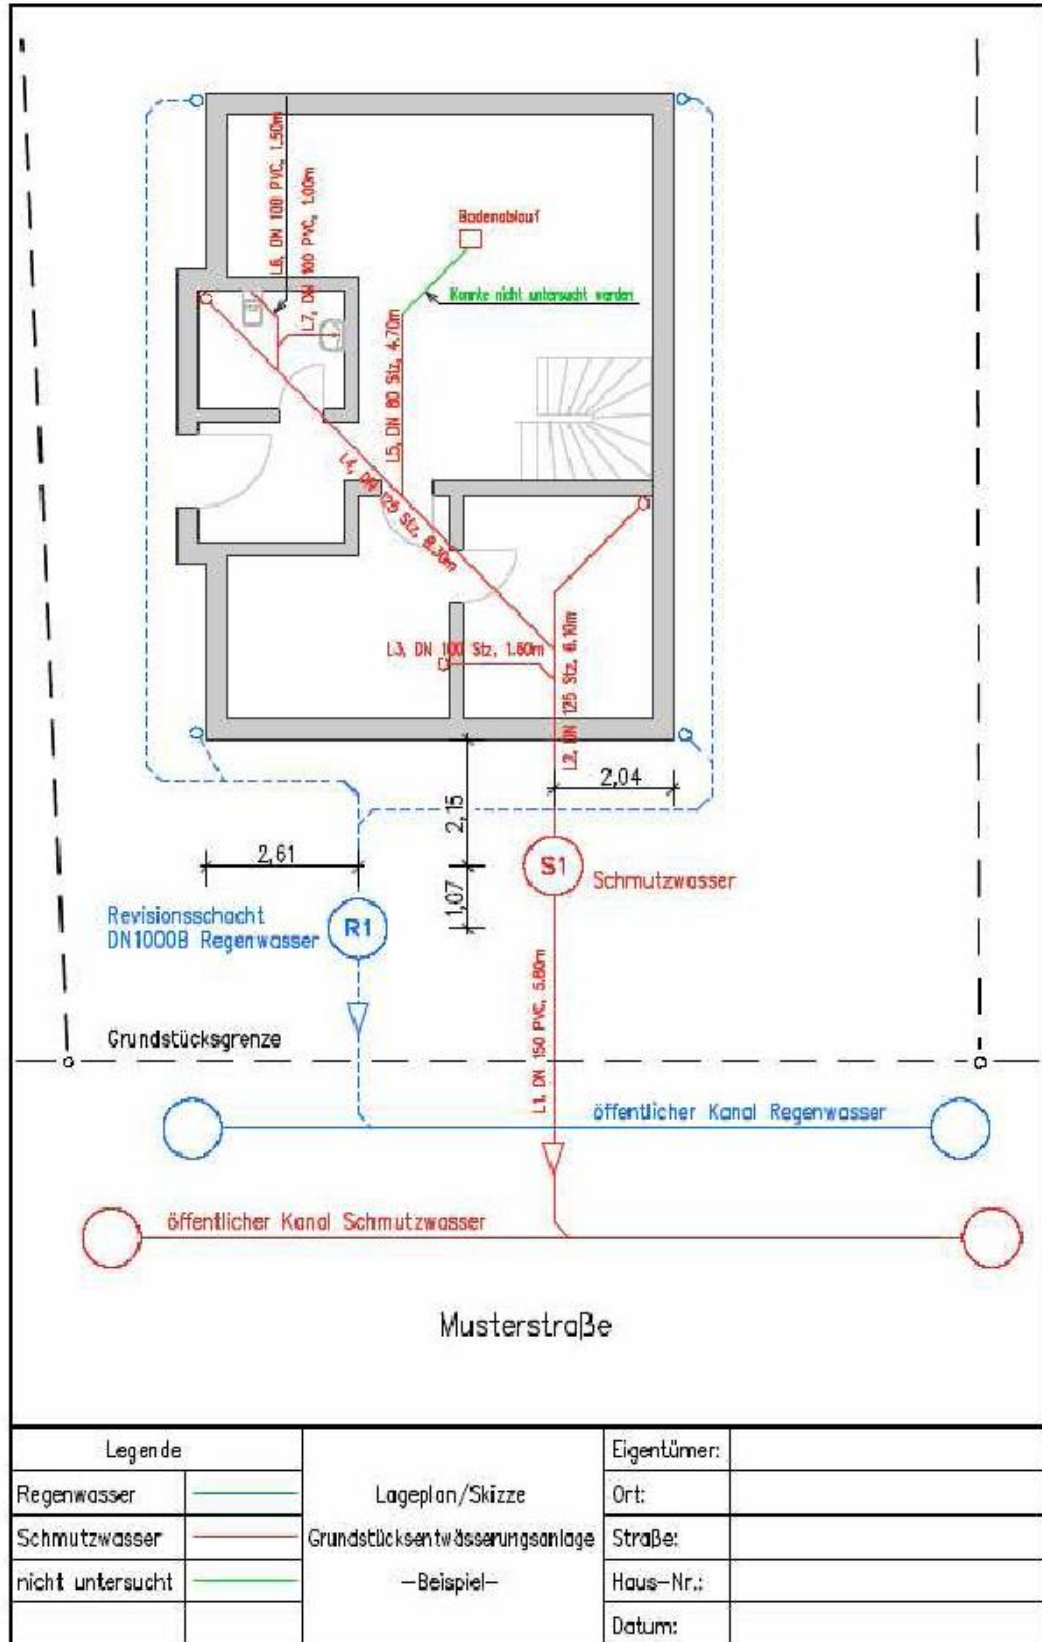 L6, DN 100 PVC, 1.50m
L7, DN 100 PVC, 1.00m
Bodenablauf
Konnte nicht untersucht werden
L5, DN 80 Stz, 4.70m
L4, DN 125 Stz, 8.30m
L3, DN 100 Stz, 1.60m
L2, DN 125 Stz, 6.10m
2,04
2,15
2,61
1,07
S1
Schmutzwasser
Revisionsschacht
DN1000B Regenwasser
R1
L1, DN 150 PVC, 5.80m
Grundstücksgrenze
öffentlicher Kanal Regenwasser
öffentlicher Kanal Schmutzwasser
Musterstraße
Legende
Regenwasser
Schmutzwasser
nicht untersucht
Lageplan/Skizze
Grundstücksentwässerungsanlage
-Beispiel-
Eigentümer:
Ort:
Straße:
Haus-Nr.:
Datum: